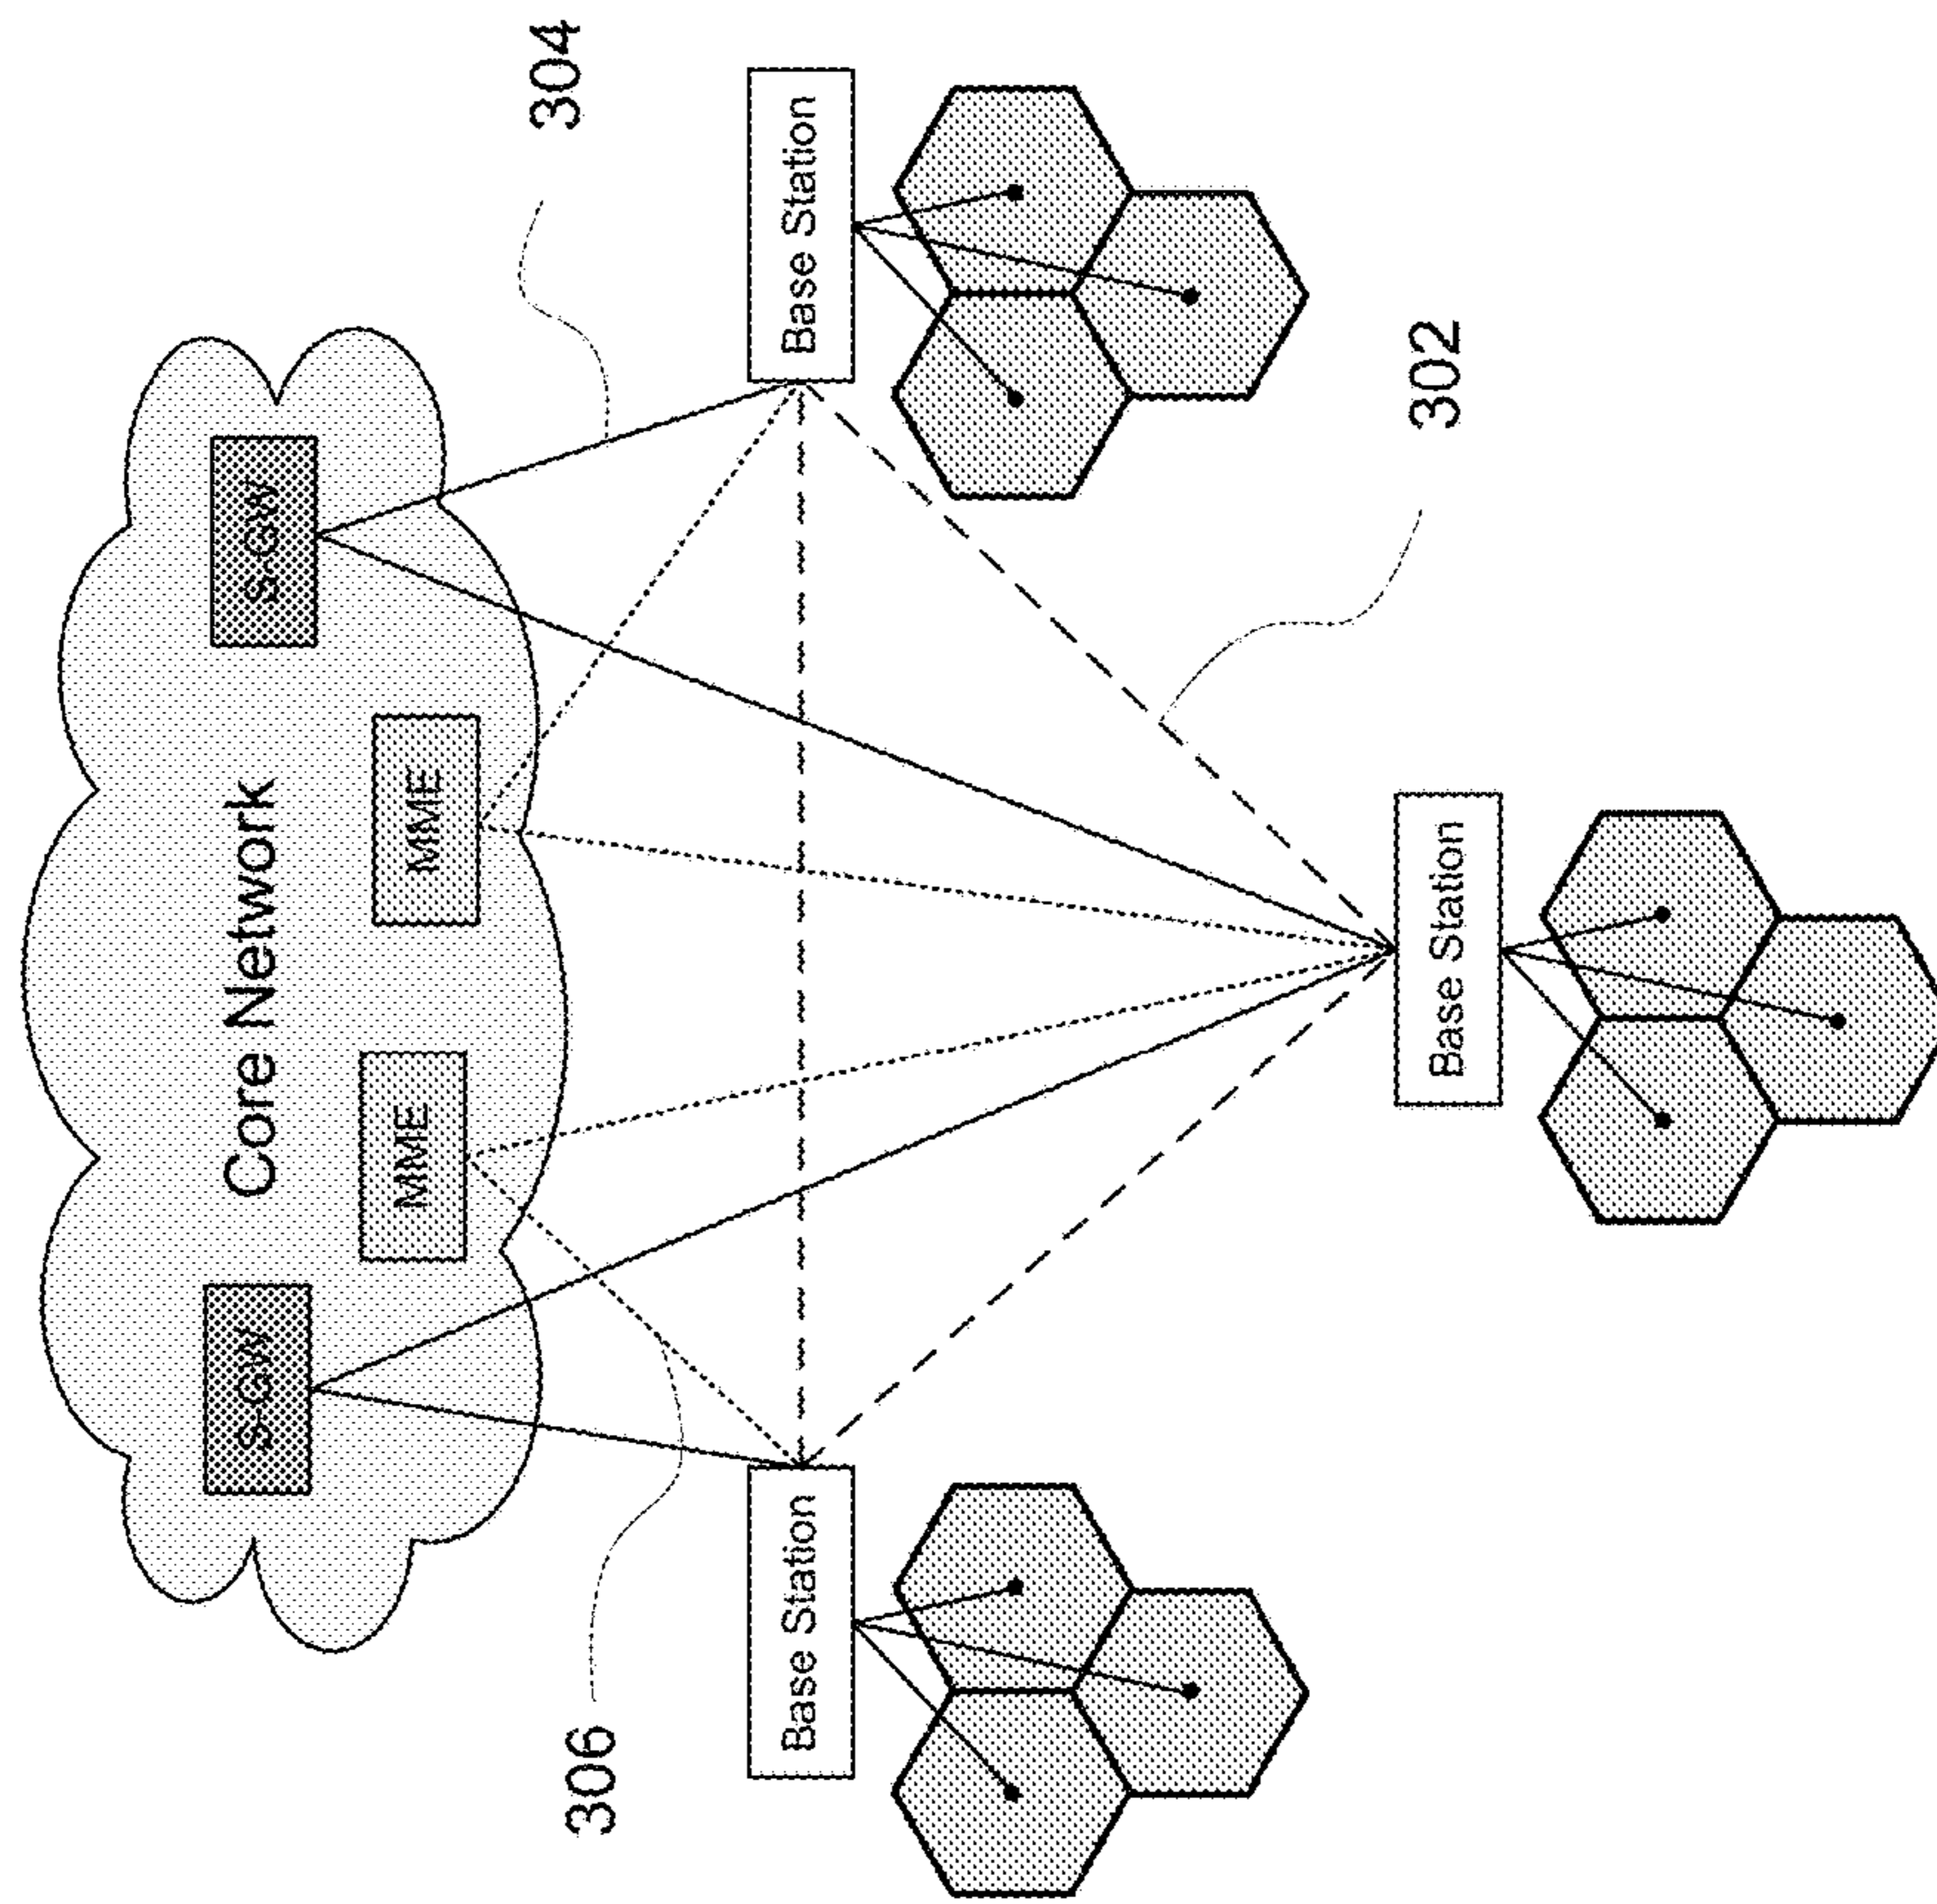 Core Network
S-GW
S-GW
MME
MME
306
304
Base Station
Base Station
302
Base Station